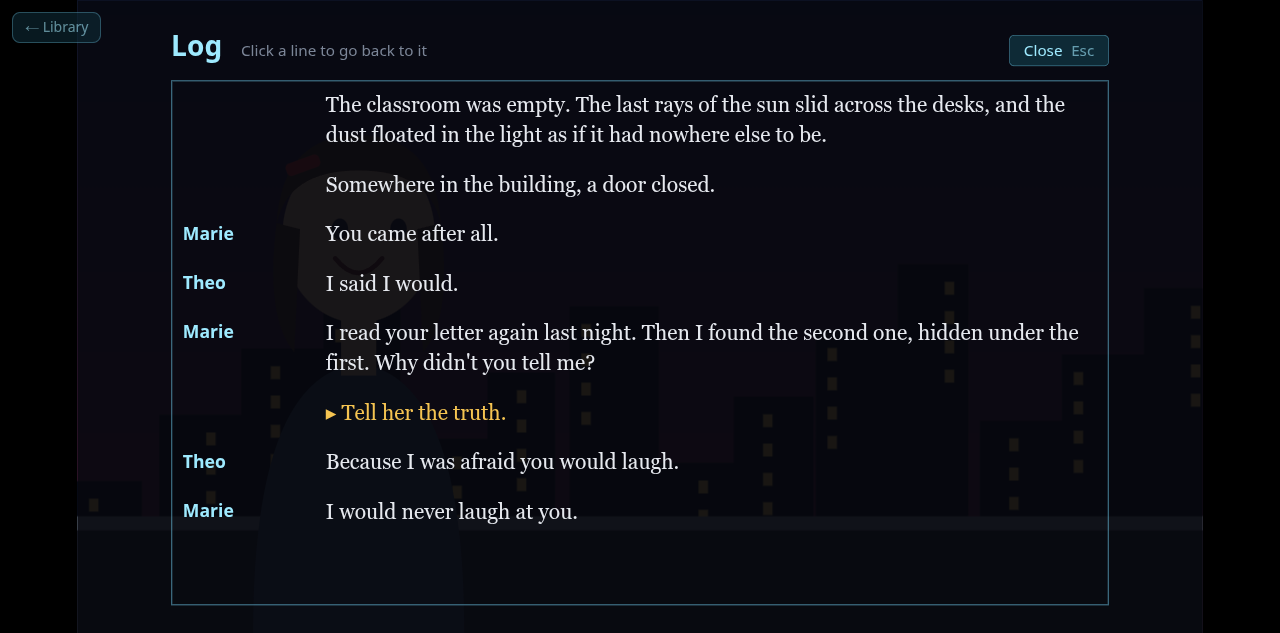 ← Library
Log Click a line to go back to it
Close Esc
The classroom was empty. The last rays of the sun slid across the desks, and the
dust floated in the light as if it had nowhere else to be.
Somewhere in the building, a door closed.
Marie You came after all.
Theo I said I would.
Marie I read your letter again last night. Then I found the second one, hidden under the
first. Why didn't you tell me?
▸ Tell her the truth.
Theo Because I was afraid you would laugh.
Marie I would never laugh at you.